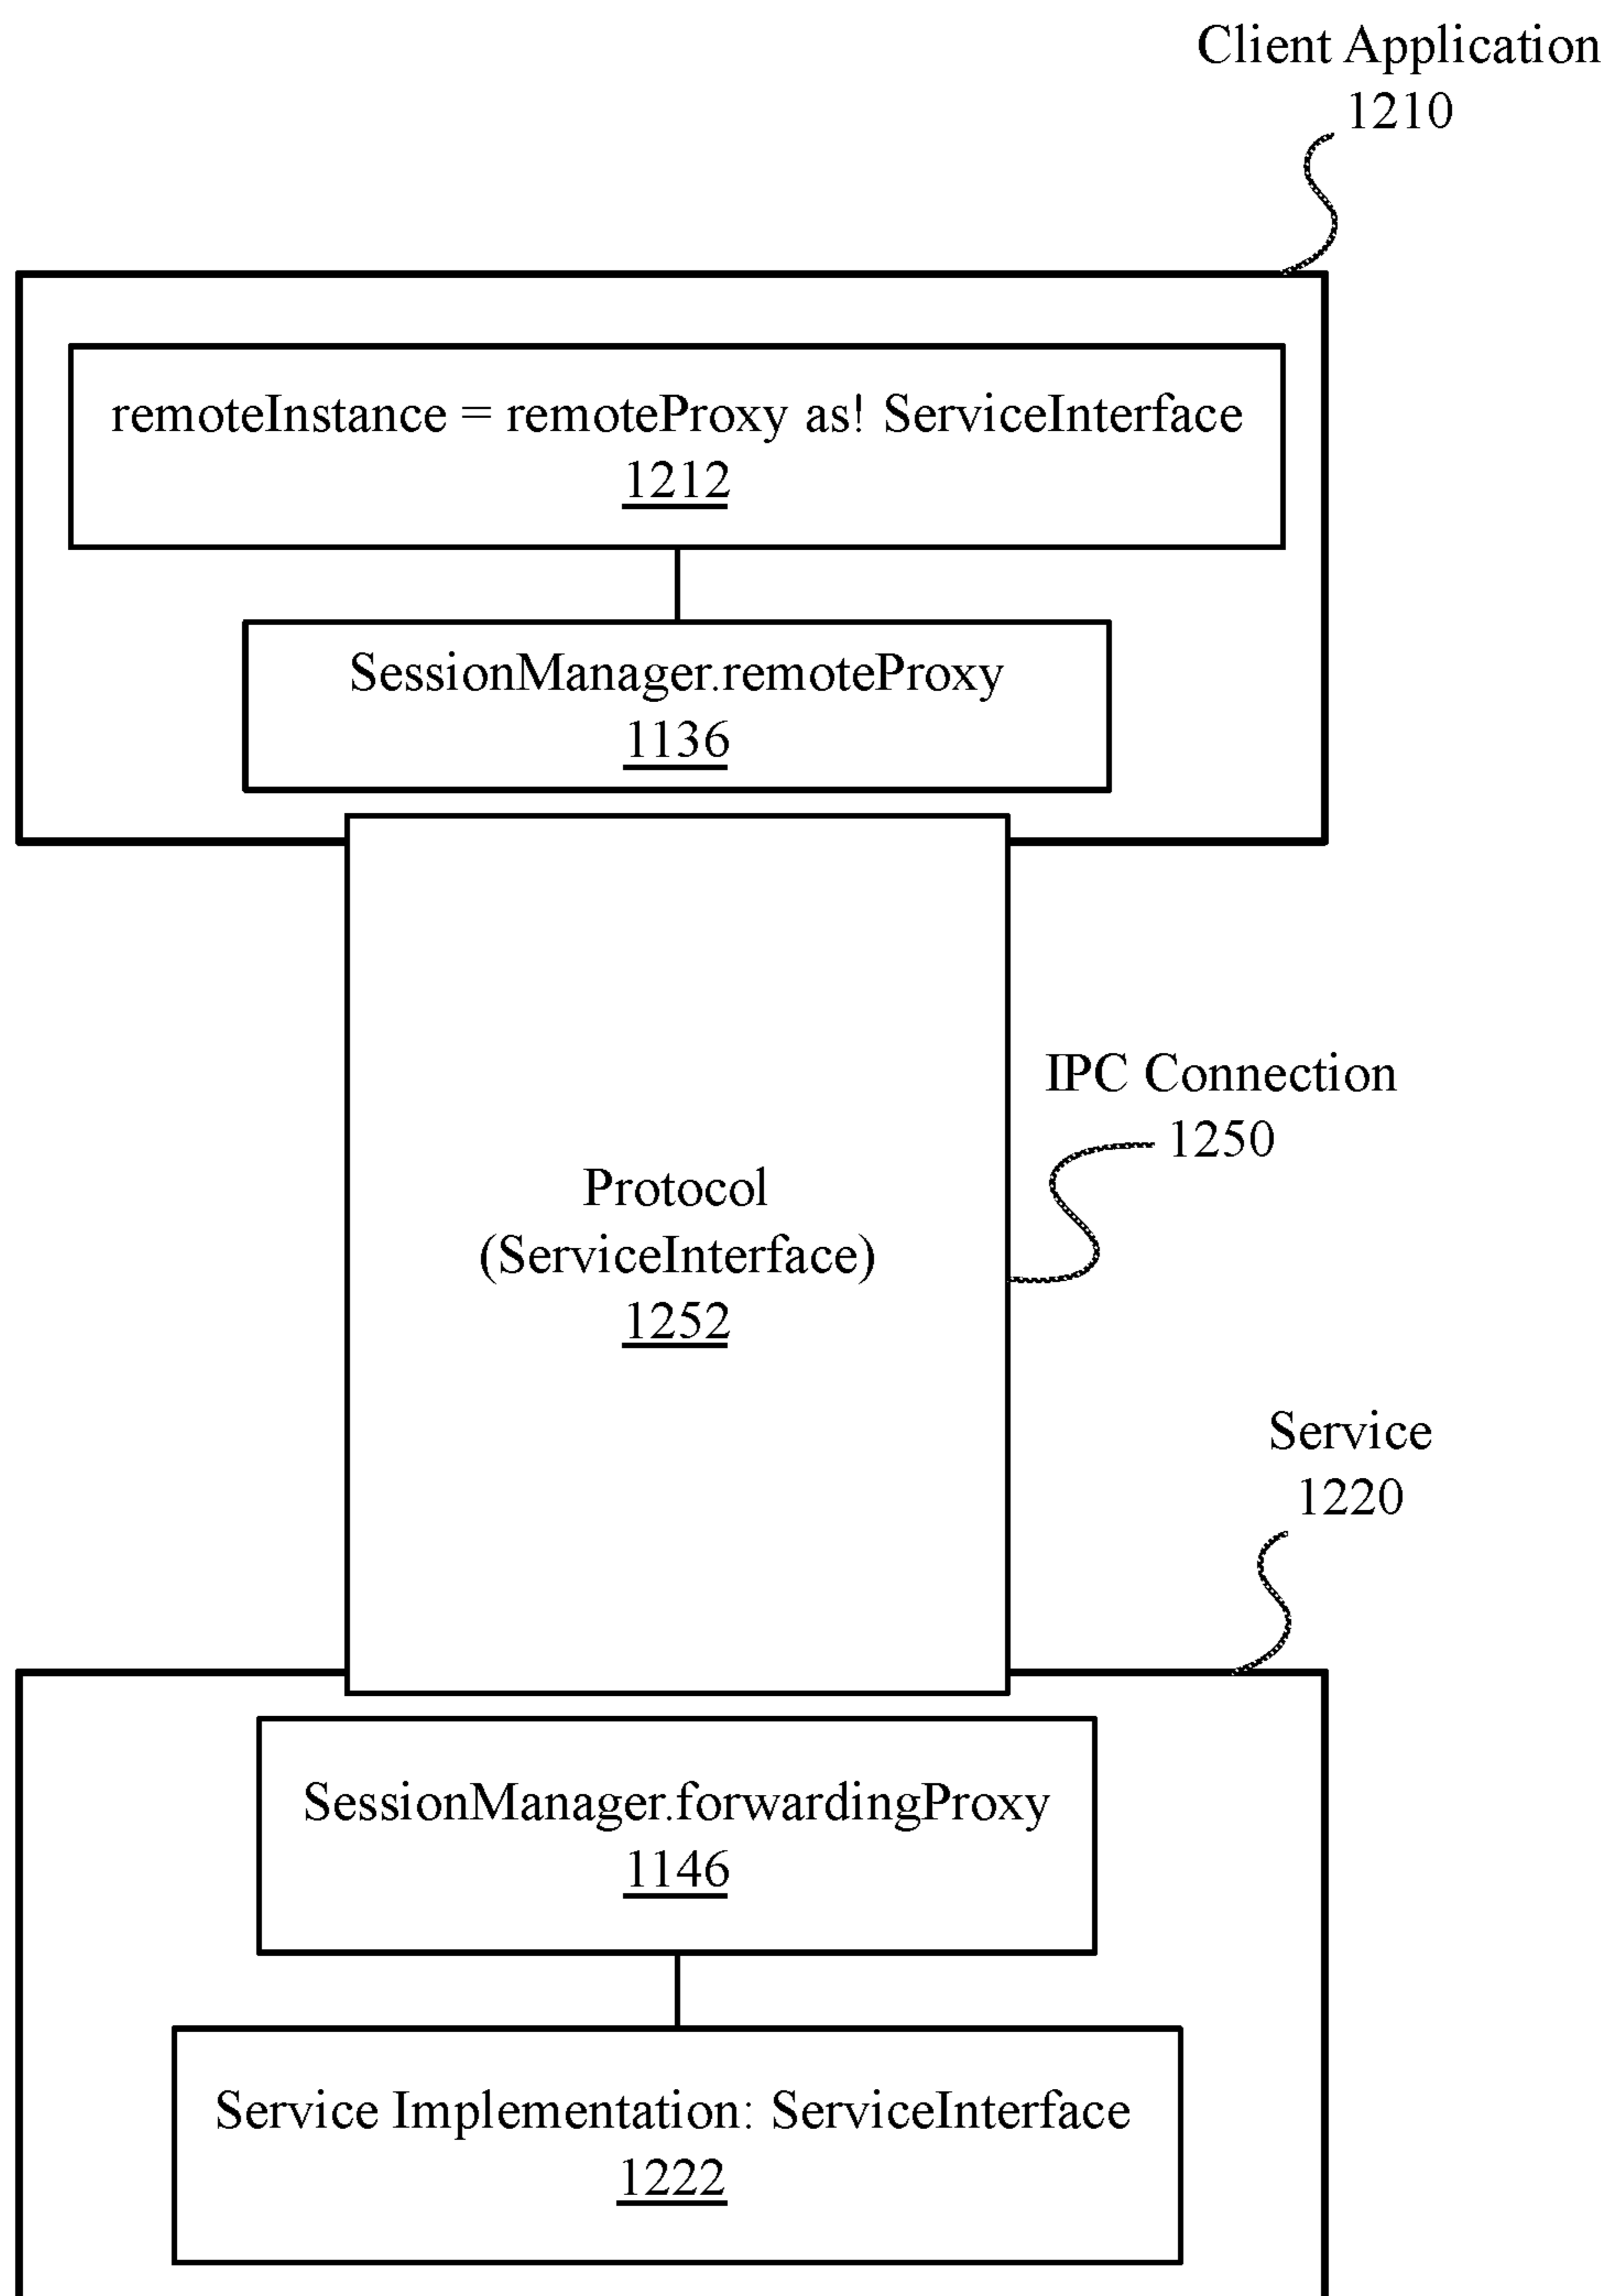 Client Application
1210
remoteInstance = remoteProxy as! ServiceInterface
1212
SessionManager.remoteProxy
1136
IPC Connection
1250
Protocol
(ServiceInterface)
1252
Service
1220
SessionManager.forwardingProxy
1146
Service Implementation: ServiceInterface
1222